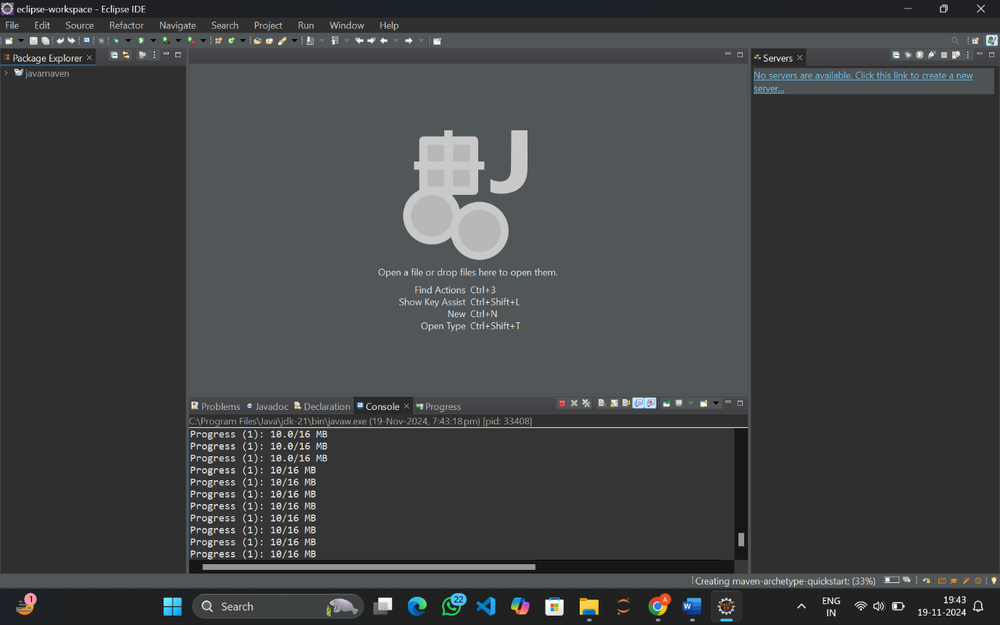 eclipse-workspace - Eclipse IDE
File Edit Source Refactor Navigate Search Project Run Window Help
Package Explorer
javamaven
Servers
No servers are available. Click this link to create a new
server...
J
Open a file or drop files here to open them.
Find Actions Ctrl+3
Show Key Assist Ctrl+Shift+L
New Ctrl+N
Open Type Ctrl+Shift+T
Problems Javadoc Declaration Console Progress
C:\Program Files\Java\jdk-21\bin\javaw.exe (19-Nov-2024, 7:43:18 pm) [pid: 33408]
Progress (1): 10.0/16 MB
Progress (1): 10.0/16 MB
Progress (1): 10.0/16 MB
Progress (1): 10/16 MB
Progress (1): 10/16 MB
Progress (1): 10/16 MB
Progress (1): 10/16 MB
Progress (1): 10/16 MB
Progress (1): 10/16 MB
Progress (1): 10/16 MB
Progress (1): 10/16 MB
Creating maven-archetype-quickstart: (33%)
1
Search
22
A
ENG
IN
19:43
19-11-2024